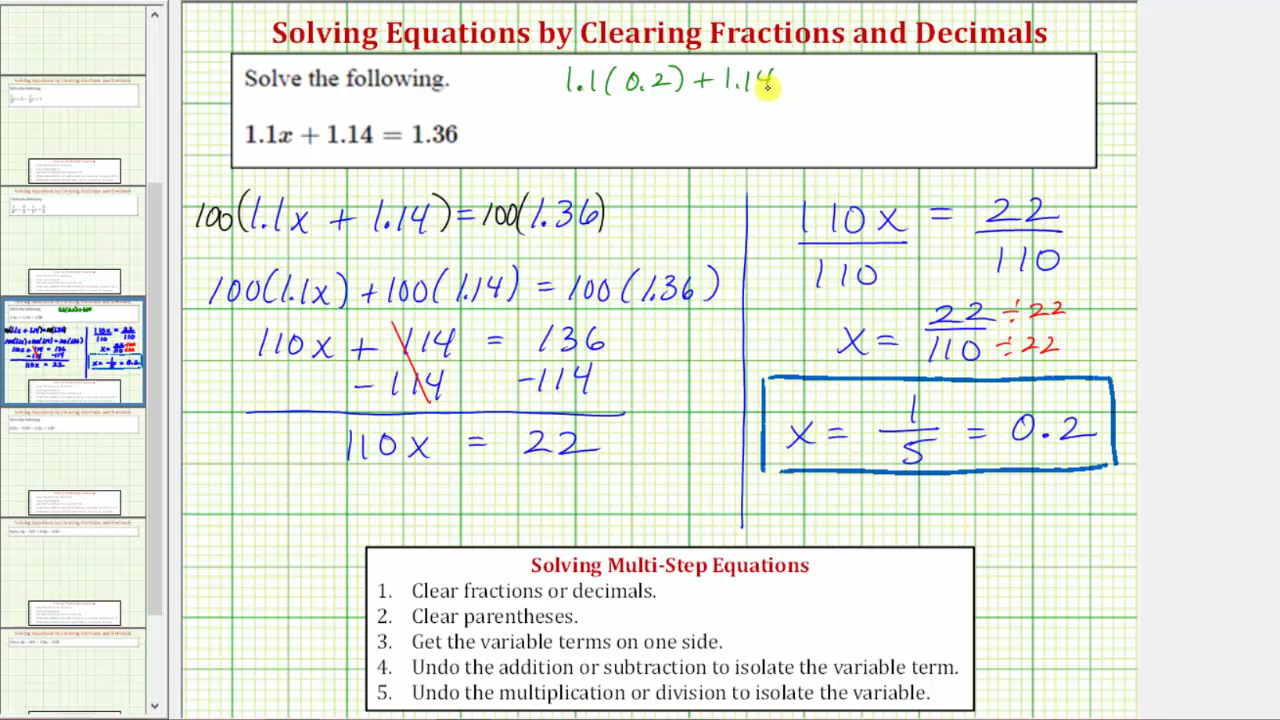 Solving Equations by Clearing Fractions and Decimals
Solve the following.
1.1(0.2) + 1.14
1.1x + 1.14 = 1.36
100(1.1x + 1.14) = 100(1.36)
100(1.1x) + 100(1.14) = 100(1.36)
110x + 114 = 136
- 114 -114
110x = 22
110x = 22
110 110
x = 22 ÷ 22
110 ÷ 22
x = 1/5 = 0.2
Solving Multi-Step Equations
1. Clear fractions or decimals.
2. Clear parentheses.
3. Get the variable terms on one side.
4. Undo the addition or subtraction to isolate the variable term.
5. Undo the multiplication or division to isolate the variable.